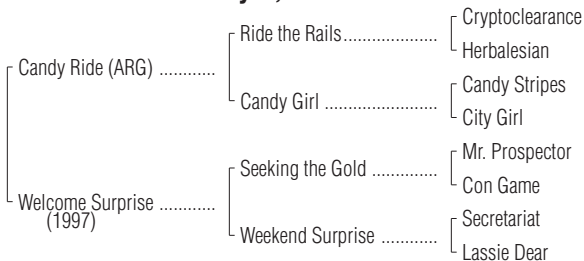 Cryptoclearance
Ride the Rails....................
Herbalesian
Candy Ride (ARG) ............
Candy Stripes
Candy Girl ........................
City Girl
Mr. Prospector
Seeking the Gold ..............
Con Game
Welcome Surprise ............
(1997)
Secretariat
Weekend Surprise ............
Lassie Dear